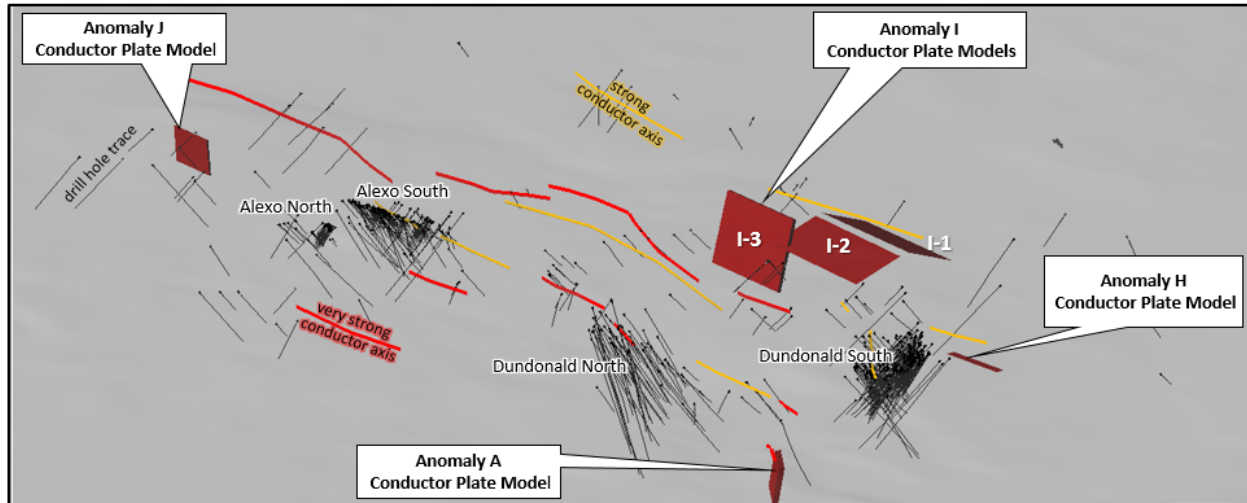 Anomaly J
Conductor Plate Model
Anomaly I
Conductor Plate Models
strong
conductor axis
drill hole trace
Alexo South
Alexo North
I-3
I-2
I-1
Anomaly H
Conductor Plate Model
very strong
conductor axis
Dundonald North
Dundonald South
Anomaly A
Conductor Plate Model